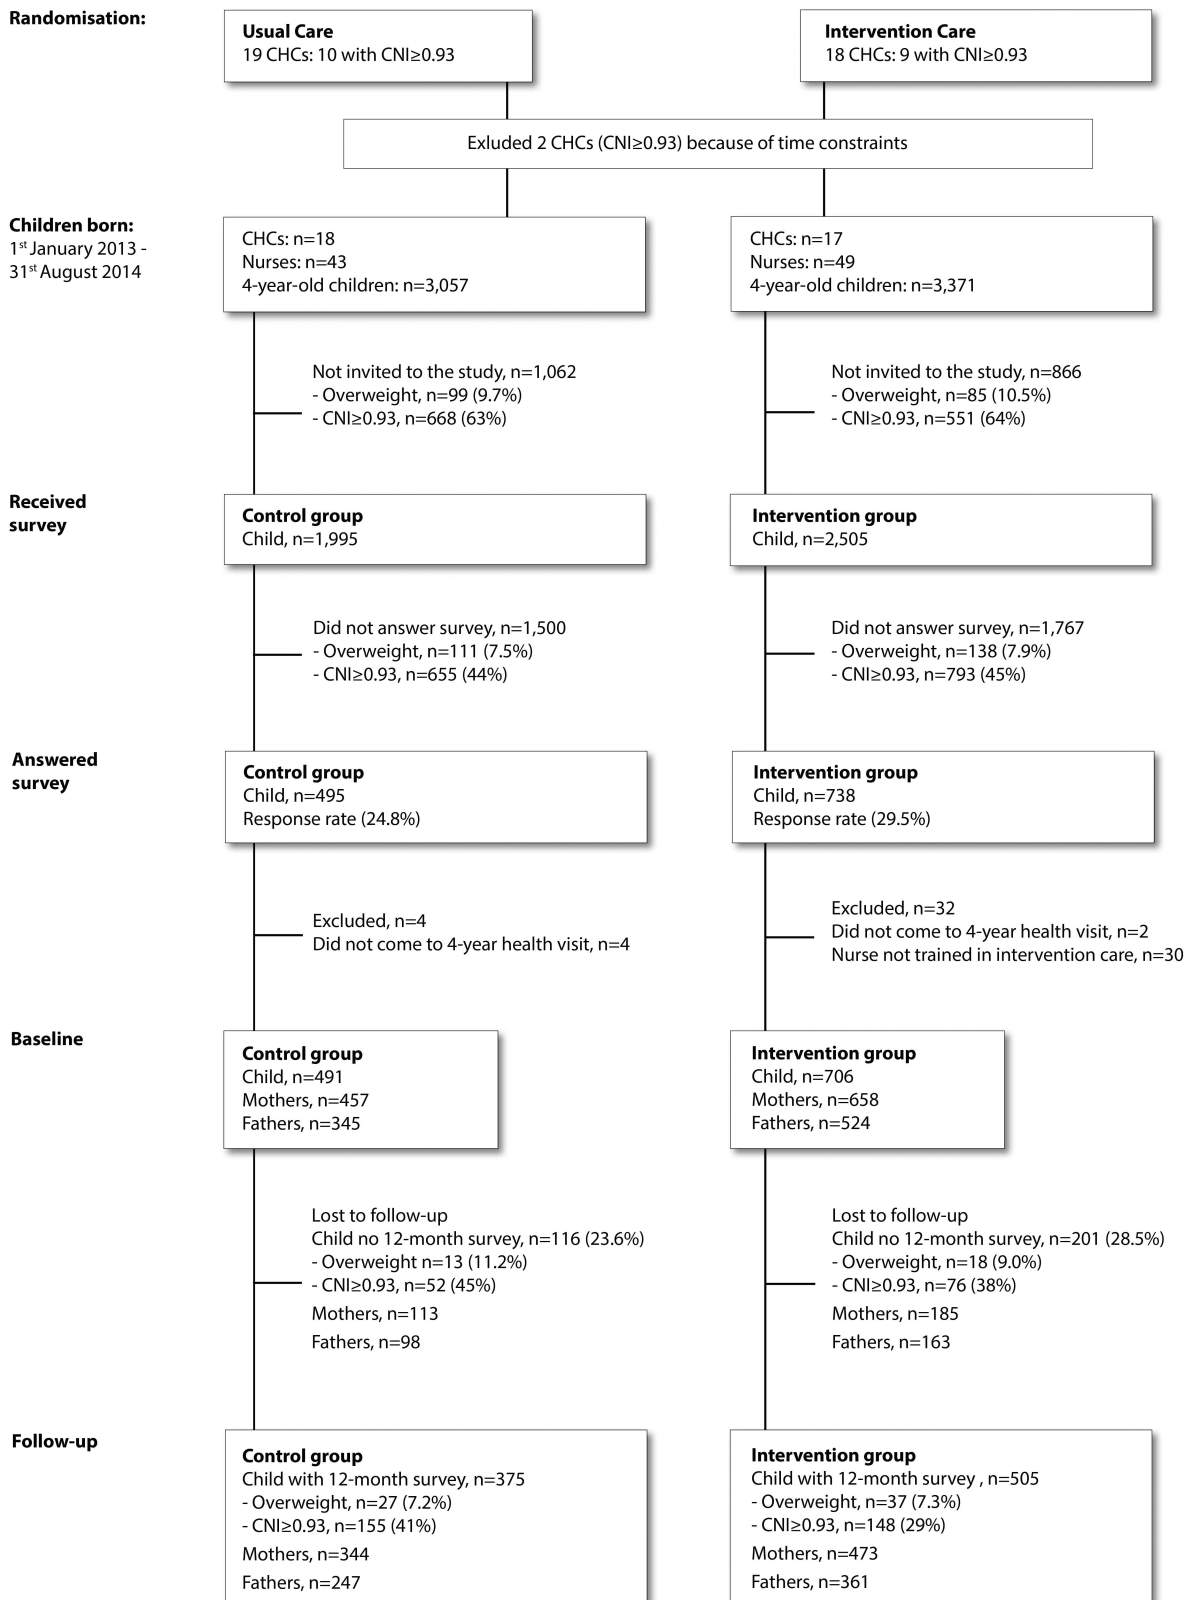 Randomisation:
Usual Care
19 CHCs: 10 with CNI≥0.93
Intervention Care
18 CHCs: 9 with CNI≥0.93
Exluded 2 CHCs (CNI≥0.93) because of time constraints
Children born:
1st January 2013 -
31st August 2014
CHCs: n=18
Nurses: n=43
4-year-old children: n=3,057
CHCs: n=17
Nurses: n=49
4-year-old children: n=3,371
Not invited to the study, n=1,062
- Overweight, n=99 (9.7%)
- CNI≥0.93, n=668 (63%)
Not invited to the study, n=866
- Overweight, n=85 (10.5%)
- CNI≥0.93, n=551 (64%)
Received
survey
Control group
Child, n=1,995
Intervention group
Child, n=2,505
Did not answer survey, n=1,500
- Overweight, n=111 (7.5%)
- CNI≥0.93, n=655 (44%)
Did not answer survey, n=1,767
- Overweight, n=138 (7.9%)
- CNI≥0.93, n=793 (45%)
Answered
survey
Control group
Child, n=495
Response rate (24.8%)
Intervention group
Child, n=738
Response rate (29.5%)
Excluded, n=4
Did not come to 4-year health visit, n=4
Excluded, n=32
Did not come to 4-year health visit, n=2
Nurse not trained in intervention care, n=30
Baseline
Control group
Child, n=491
Mothers, n=457
Fathers, n=345
Intervention group
Child, n=706
Mothers, n=658
Fathers, n=524
Lost to follow-up
Child no 12-month survey, n=116 (23.6%)
- Overweight n=13 (11.2%)
- CNI≥0.93, n=52 (45%)
Mothers, n=113
Fathers, n=98
Lost to follow-up
Child no 12-month survey, n=201 (28.5%)
- Overweight, n=18 (9.0%)
- CNI≥0.93, n=76 (38%)
Mothers, n=185
Fathers, n=163
Follow-up
Control group
Child with 12-month survey, n=375
- Overweight, n=27 (7.2%)
- CNI≥0.93, n=155 (41%)
Mothers, n=344
Fathers, n=247
Intervention group
Child with 12-month survey , n=505
- Overweight, n=37 (7.3%)
- CNI≥0.93, n=148 (29%)
Mothers, n=473
Fathers, n=361